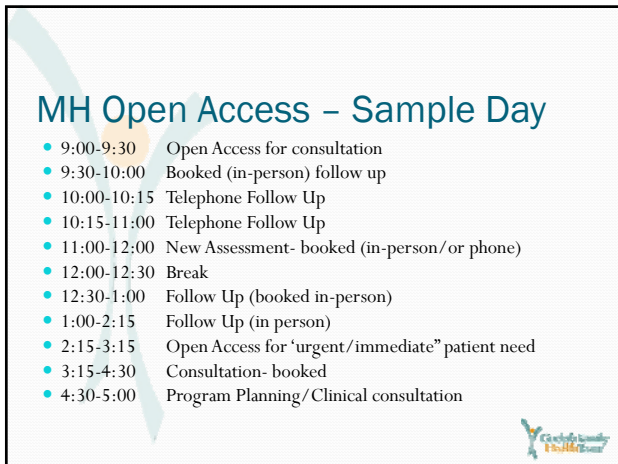 MH Open Access – Sample Day
• 9:00-9:30 Open Access for consultation
• 9:30-10:00 Booked (in-person) follow up
• 10:00-10:15 Telephone Follow Up
• 10:15-11:00 Telephone Follow Up
• 11:00-12:00 New Assessment- booked (in-person/or phone)
• 12:00-12:30 Break
• 12:30-1:00 Follow Up (booked in-person)
• 1:00-2:15 Follow Up (in person)
• 2:15-3:15 Open Access for ‘urgent/immediate” patient need
• 3:15-4:30 Consultation- booked
• 4:30-5:00 Program Planning/Clinical consultation
Family
Health Team